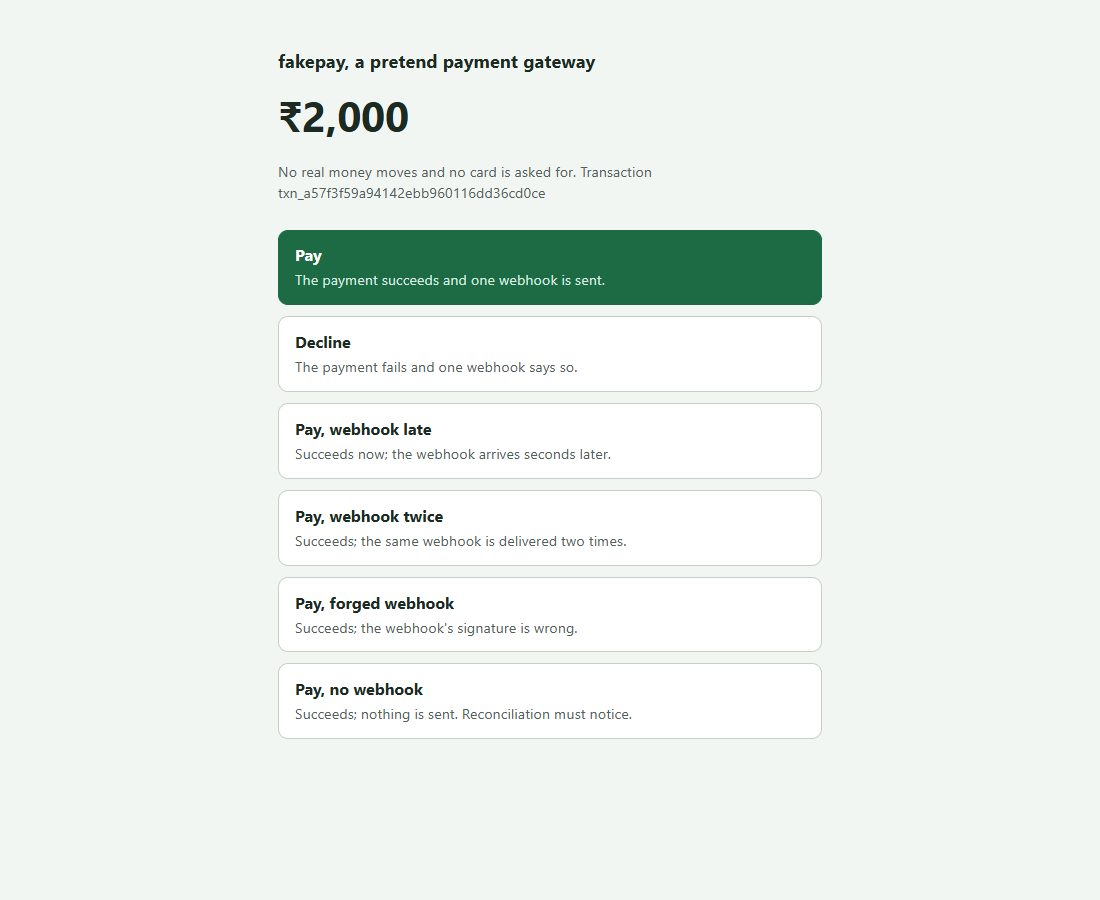 fakepay, a pretend payment gateway
₹2,000
No real money moves and no card is asked for. Transaction
txn_a57f3f59a94142ebb960116dd36cd0ce
Pay
The payment succeeds and one webhook is sent.
Decline
The payment fails and one webhook says so.
Pay, webhook late
Succeeds now; the webhook arrives seconds later.
Pay, webhook twice
Succeeds; the same webhook is delivered two times.
Pay, forged webhook
Succeeds; the webhook's signature is wrong.
Pay, no webhook
Succeeds; nothing is sent. Reconciliation must notice.